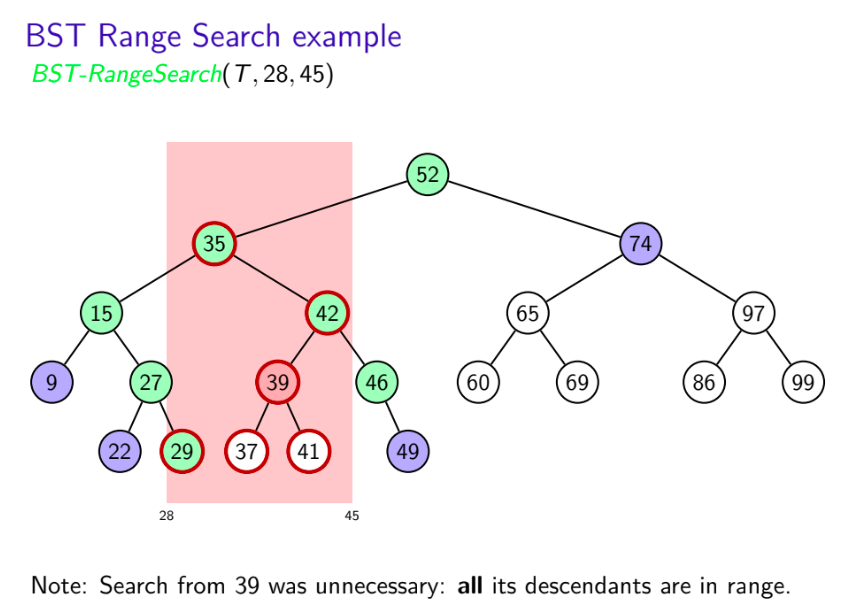 BST Range Search example
BST-RangeSearch(T, 28, 45)
52
35 74
15 42 65 97
9 27 39 46 60 69 86 99
22 29 37 41 49
28 45
Note: Search from 39 was unnecessary: all its descendants are in range.